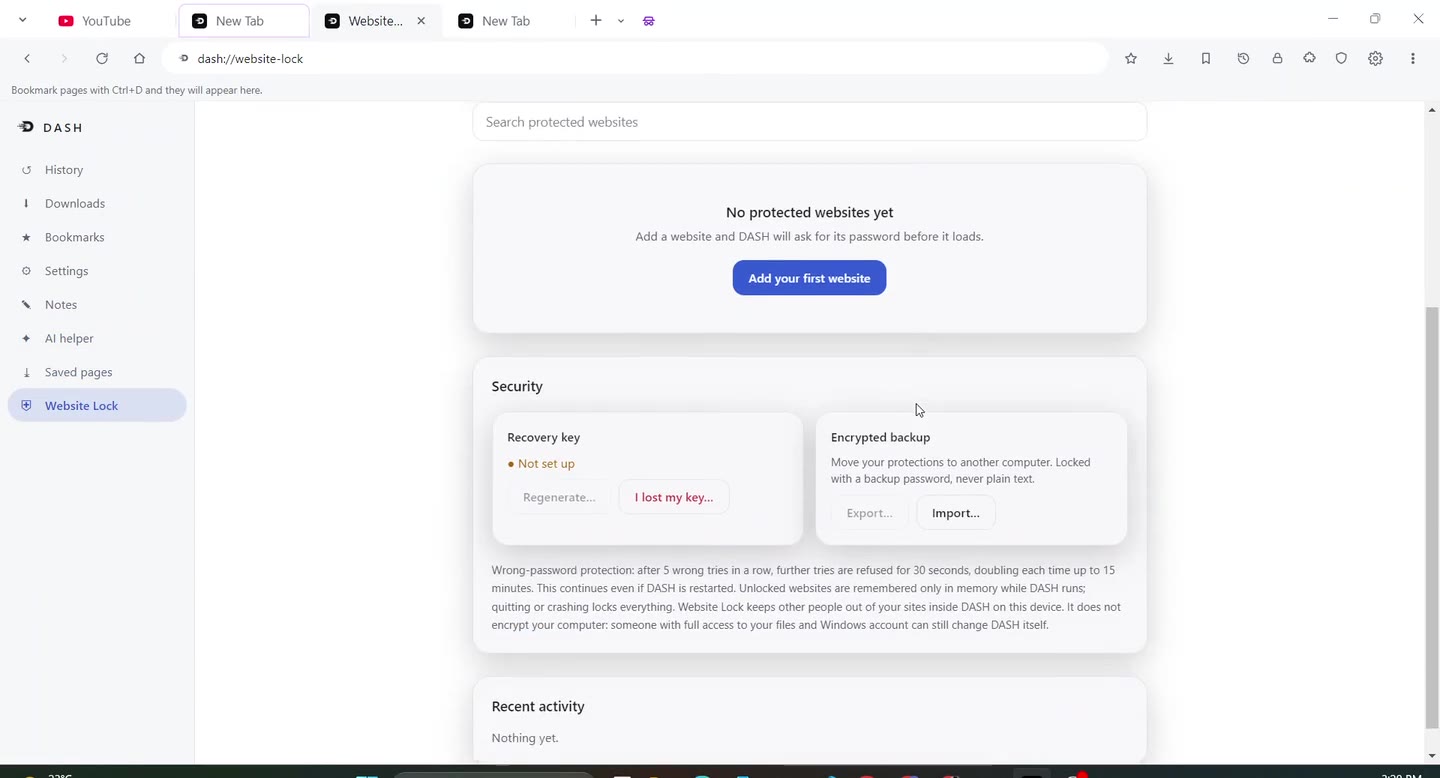 YouTube
New Tab
Website...
New Tab
dash://website-lock
Bookmark pages with Ctrl+D and they will appear here.
DASH
History
Downloads
Bookmarks
Settings
Notes
AI helper
Saved pages
Website Lock
Search protected websites
No protected websites yet
Add a website and DASH will ask for its password before it loads.
Add your first website
Security
Recovery key
Not set up
Regenerate...
I lost my key...
Encrypted backup
Move your protections to another computer. Locked
with a backup password, never plain text.
Export...
Import...
Wrong-password protection: after 5 wrong tries in a row, further tries are refused for 30 seconds, doubling each time up to 15
minutes. This continues even if DASH is restarted. Unlocked websites are remembered only in memory while DASH runs;
quitting or crashing locks everything. Website Lock keeps other people out of your sites inside DASH on this device. It does not
encrypt your computer: someone with full access to your files and Windows account can still change DASH itself.
Recent activity
Nothing yet.